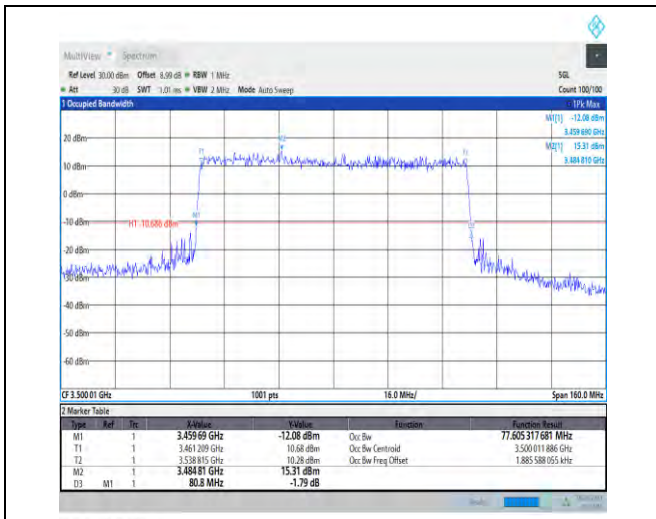 MultiView Spectrum
Ref Level 30.00 dBm Offset 8.99 dB RBW 1 MHz SGL
Att 30 dB SWT 1.01 ms VBW 2 MHz Mode Auto Sweep Count 100/100
1 Occupied Bandwidth 1Pk Max
M1[1] -12.08 dBm
3.459 690 GHz
M2[1] 15.31 dBm
3.484 810 GHz
20 dBm
M2
T1
10 dBm
0 dBm
M1
-10 dBm
H1 -10.686 dBm
-20 dBm
-30 dBm
-40 dBm
-50 dBm
-60 dBm
CF 3.500 01 GHz 1001 pts 16.0 MHz/ Span 160.0 MHz
2 Marker Table
Type Ref Trc X-Value Y-Value Function Function Result
M1 1 3.459 69 GHz -12.08 dBm Occ Bw 77.605 317 681 MHz
T1 1 3.461 209 GHz 10.68 dBm Occ Bw Centroid 3.500 011 886 GHz
T2 1 3.538 815 GHz 10.28 dBm Occ Bw Freq Offset 1.885 588 055 kHz
M2 1 3.484 81 GHz 15.31 dBm
D3 M1 1 80.8 MHz -1.79 dB